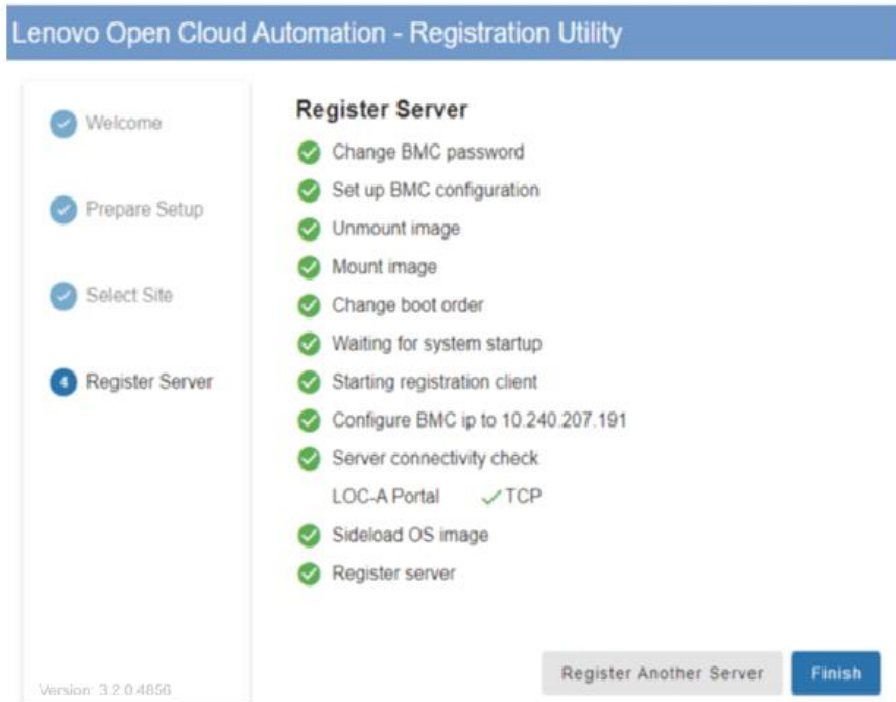 Lenovo Open Cloud Automation - Registration Utility
Welcome
Prepare Setup
Select Site
4 Register Server
Version: 3.2.0.4856
Register Server
Change BMC password
Set up BMC configuration
Unmount image
Mount image
Change boot order
Waiting for system startup
Starting registration client
Configure BMC ip to 10.240.207.191
Server connectivity check
LOC-A Portal TCP
Sideload OS image
Register server
Register Another Server Finish